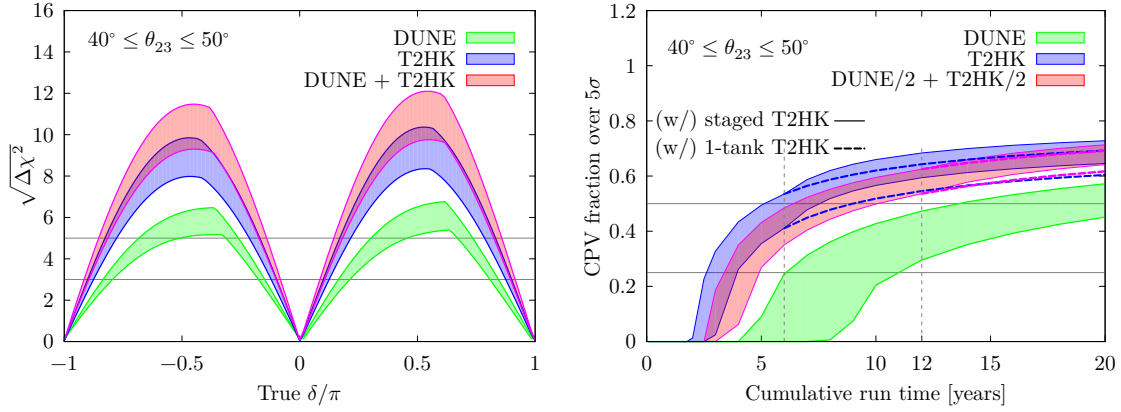 40° ≤ θ₂₃ ≤ 50°
DUNE
T2HK
DUNE + T2HK
16
14
12
10
8
6
4
2
0
√Δχ²
−1
−0.5
0
0.5
1
True δ/π
40° ≤ θ₂₃ ≤ 50°
DUNE
T2HK
DUNE/2 + T2HK/2
(w/) staged T2HK
(w/) 1-tank T2HK
1.2
1
0.8
0.6
0.4
0.2
0
CPV fraction over 5σ
0
5
10
15
20
6
12
Cumulative run time [years]